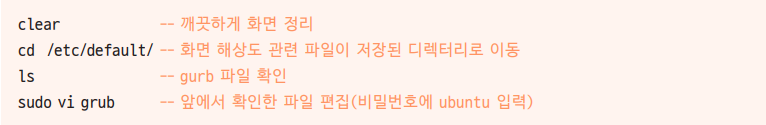 clear -- 깨끗하게 화면 정리
cd /etc/default/ -- 화면 해상도 관련 파일이 저장된 디렉터리로 이동
ls -- gurb 파일 확인
sudo vi grub -- 앞에서 확인한 파일 편집(비밀번호에 ubuntu 입력)